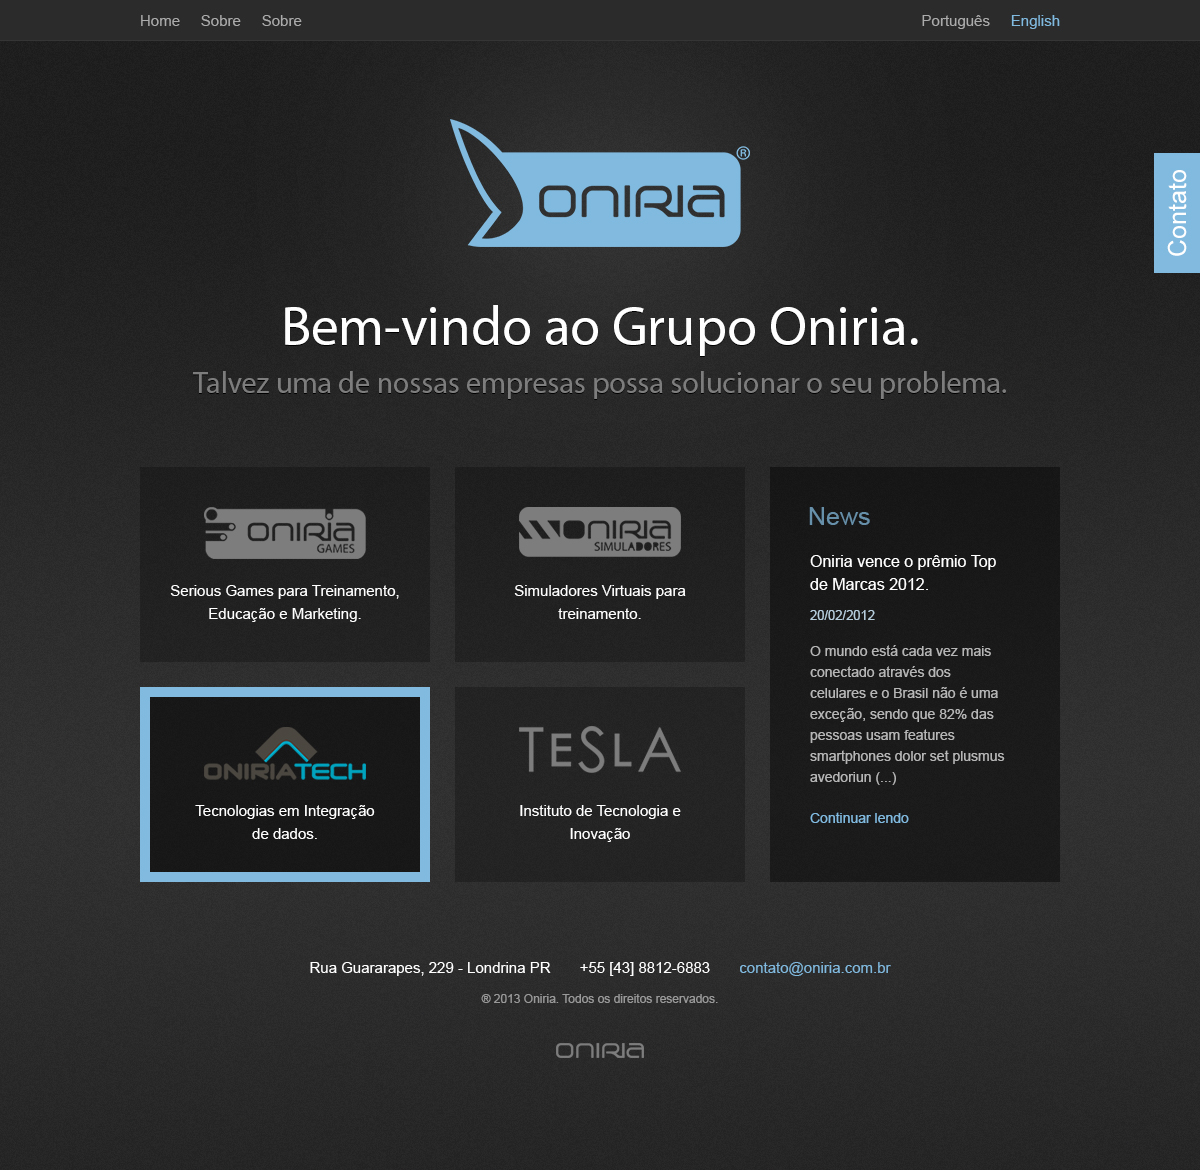 Home Sobre Sobre
Português English
ONIRIA ®
Contato
Bem-vindo ao Grupo Oniria.
Talvez uma de nossas empresas possa solucionar o seu problema.
ONIRIA
GAMES
Serious Games para Treinamento,
Educação e Marketing.
ONIRIA
SIMULADORES
Simuladores Virtuais para
treinamento.
ONIRIATECH
Tecnologias em Integração
de dados.
TeSLA
Instituto de Tecnologia e
Inovação
News
Oniria vence o prêmio Top
de Marcas 2012.
20/02/2012
O mundo está cada vez mais
conectado através dos
celulares e o Brasil não é uma
exceção, sendo que 82% das
pessoas usam features
smartphones dolor set plusmus
avedoriun (...)
Continuar lendo
Rua Guararapes, 229 - Londrina PR +55 [43] 8812-6883 contato@oniria.com.br
® 2013 Oniria. Todos os direitos reservados.
ONIRIA